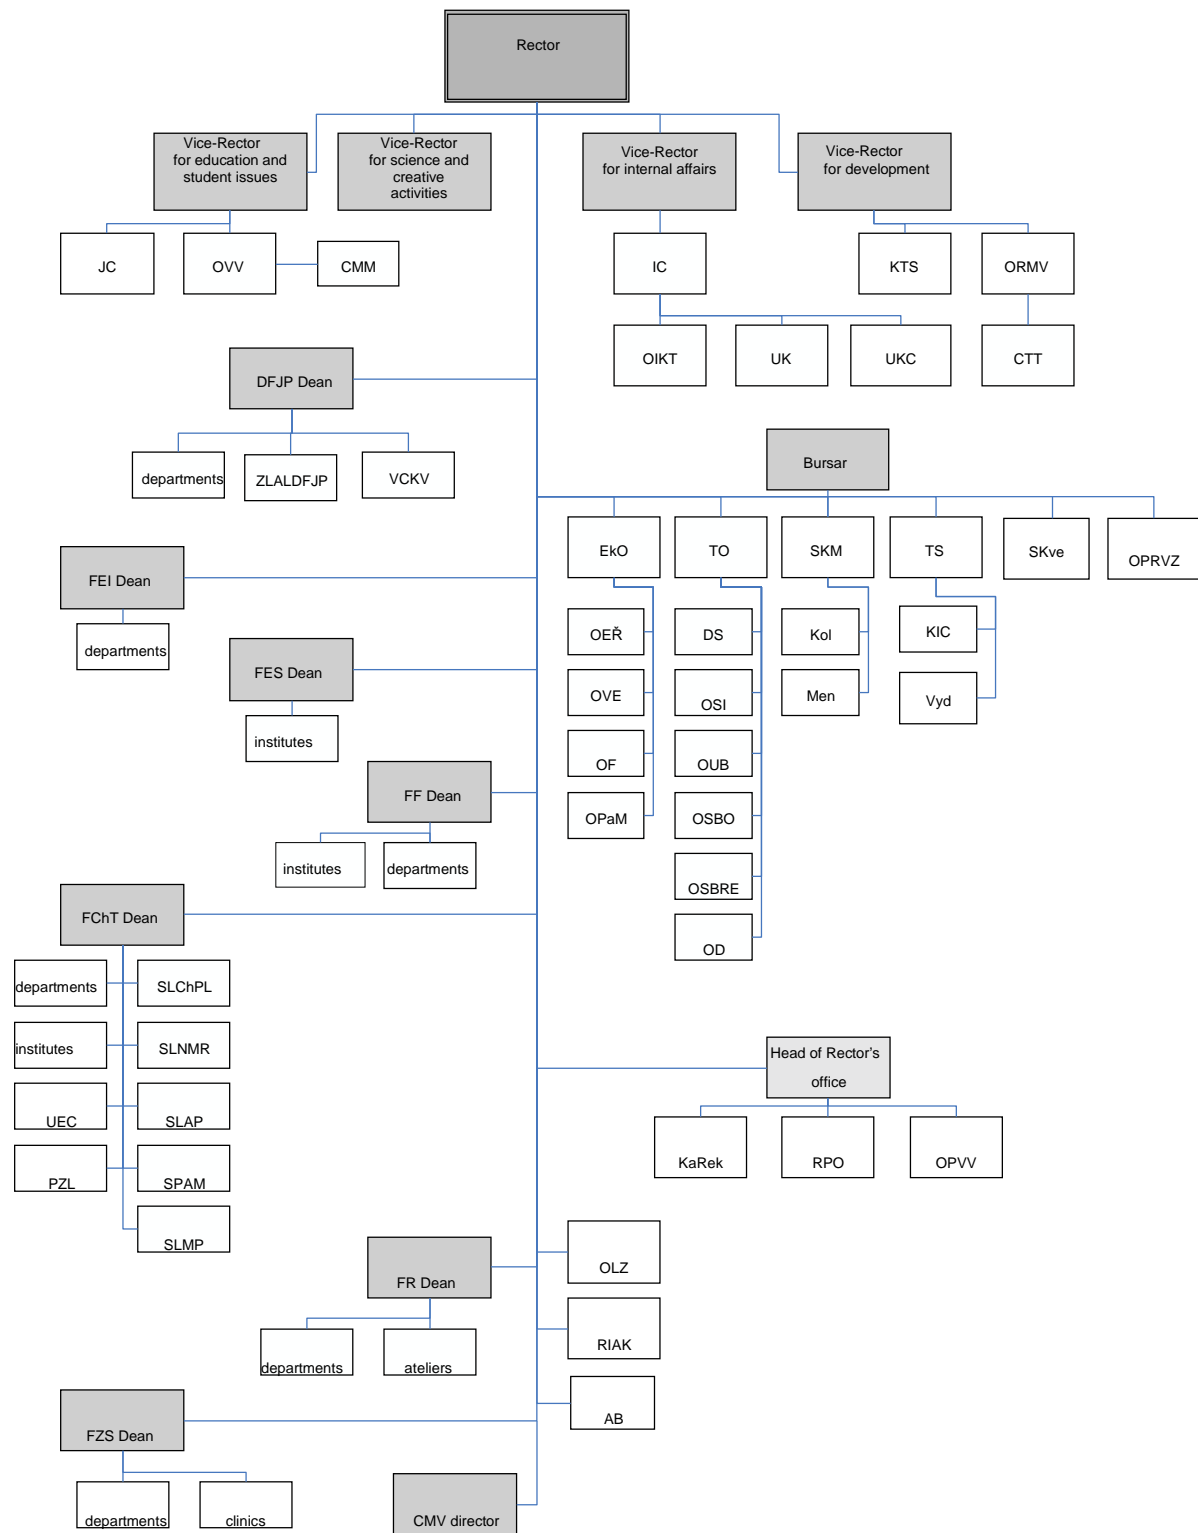 Rector
Vice-Rector
for education and
student issues
Vice-Rector
for science and
creative
activities
Vice-Rector
for internal affairs
Vice-Rector
for development
JC
OVV
CMM
IC
KTS
ORMV
OIKT
UK
UKC
CTT
DFJP Dean
departments
ZLALDFJP
VCKV
Bursar
EkO
TO
SKM
TS
SKve
OPRVZ
FEI Dean
departments
OEŘ
DS
Kol
KIC
FES Dean
institutes
OVE
OSI
Men
Vyd
OF
OUB
FF Dean
institutes
departments
OPaM
OSBO
OSBRE
OD
FChT Dean
departments
SLChPL
institutes
SLNMR
UEC
SLAP
PZL
SPAM
SLMP
Head of Rector’s
office
KaRek
RPO
OPVV
FR Dean
departments
ateliers
OLZ
RIAK
AB
FZS Dean
departments
clinics
CMV director